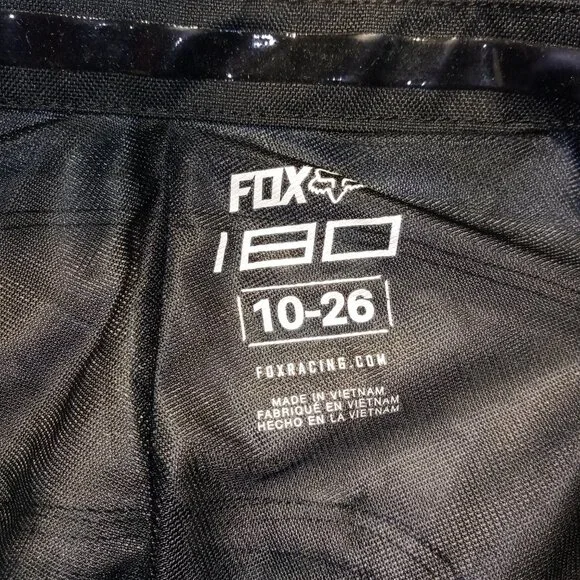 FOX
180
10-26
FOXRACING.COM
MADE IN VIETNAM
FABRIQUÉ EN VIETNAM
HECHO EN LA VIETNAM